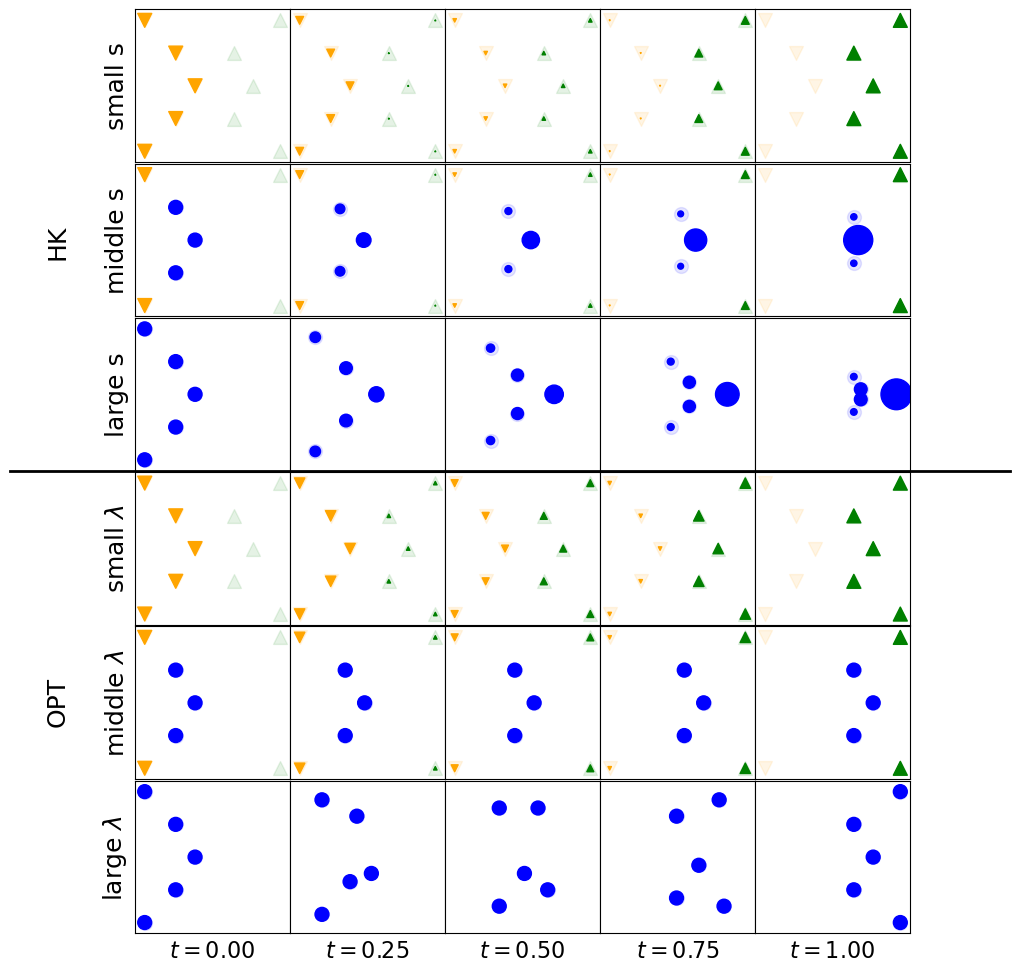 HK
small s
middle s
large s
OPT
small λ
middle λ
large λ
t = 0.00
t = 0.25
t = 0.50
t = 0.75
t = 1.00